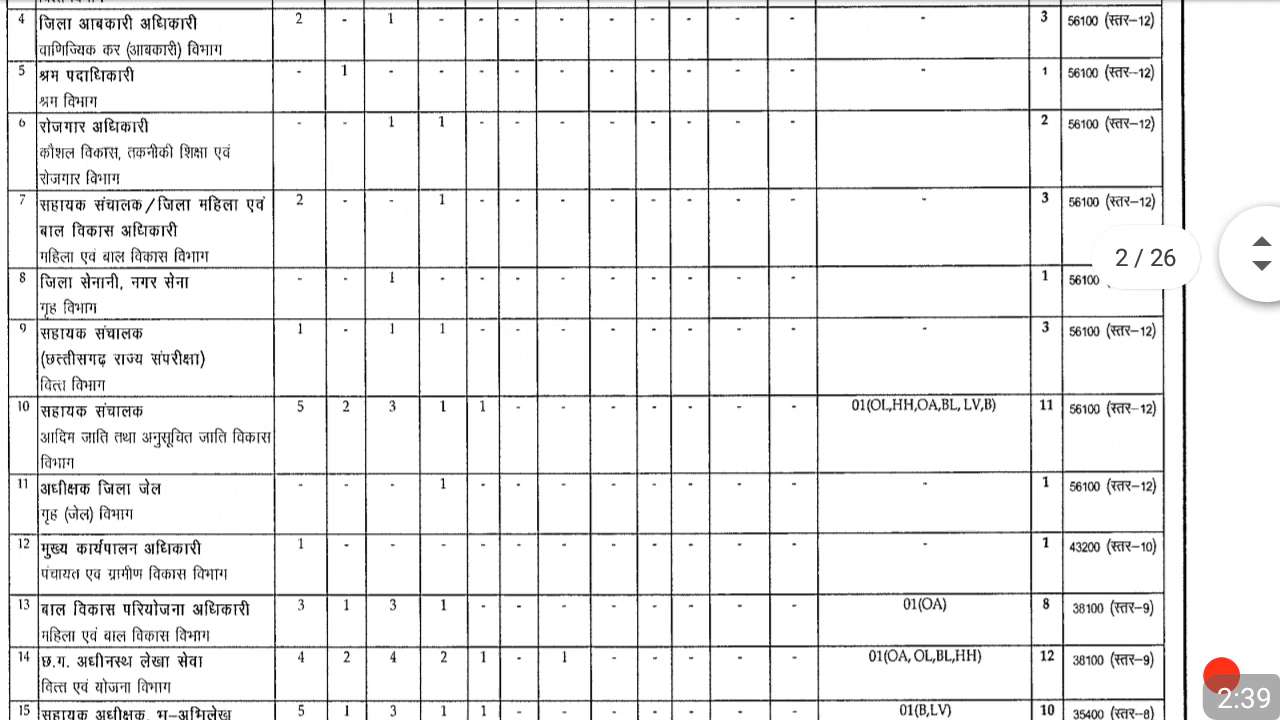 4 जिला आबकारी अधिकारी 2 - 1 - - - - - - - - - 3 56100 (स्तर–12)
वाणिज्यिक कर (आबकारी) विभाग
5 श्रम पदाधिकारी - 1 - - - - - - - - - - 1 56100 (स्तर–12)
श्रम विभाग
6 रोजगार अधिकारी - - 1 1 - - - - - - - 2 56100 (स्तर–12)
कौशल विकास, तकनीकी शिक्षा एवं
रोजगार विभाग
7 सहायक संचालक/जिला महिला एवं 2 - - 1 - - - - - - - - 3 56100 (स्तर–12)
बाल विकास अधिकारी
महिला एवं बाल विकास विभाग
2 / 26
8 जिला सेनानी, नगर सेना - - 1 - - - - - - - - 1 56100
गृह विभाग
9 सहायक संचालक 1 - 1 1 - - - - - - - - 3 56100 (स्तर–12)
(छत्तीसगढ़ राज्य संपरीक्षा)
वित्त विभाग
10 सहायक संचालक 5 2 3 1 1 - - - - - - 01(OL,HH,OA,BL, LV,B) 11 56100 (स्तर–12)
आदिम जाति तथा अनुसूचित जाति विकास
विभाग
11 अधीक्षक जिला जेल - - - 1 - - - - - - - - 1 56100 (स्तर–12)
गृह (जेल) विभाग
12 मुख्य कार्यपालन अधिकारी 1 - - - - - - - - - - - 1 43200 (स्तर–10)
पंचायत एव ग्रामीण विकास विभाग
13 बाल विकास परियोजना अधिकारी 3 1 3 1 - - - - - - - 01(OA) 8 38100 (स्तर–9)
महिला एवं बाल विकास विभाग
14 छ.ग. अधीनस्थ लेखा सेवा 4 2 4 2 1 - 1 - - - - 01(OA, OL,BL,HH) 12 38100 (स्तर–9)
वित्त एवं योजना विभाग
2:39
15 सहायक अधीक्षक, भू–अभिलेख 5 1 3 1 1 - - - - - - 01(B,LV) 10 35400 (स्तर–8)